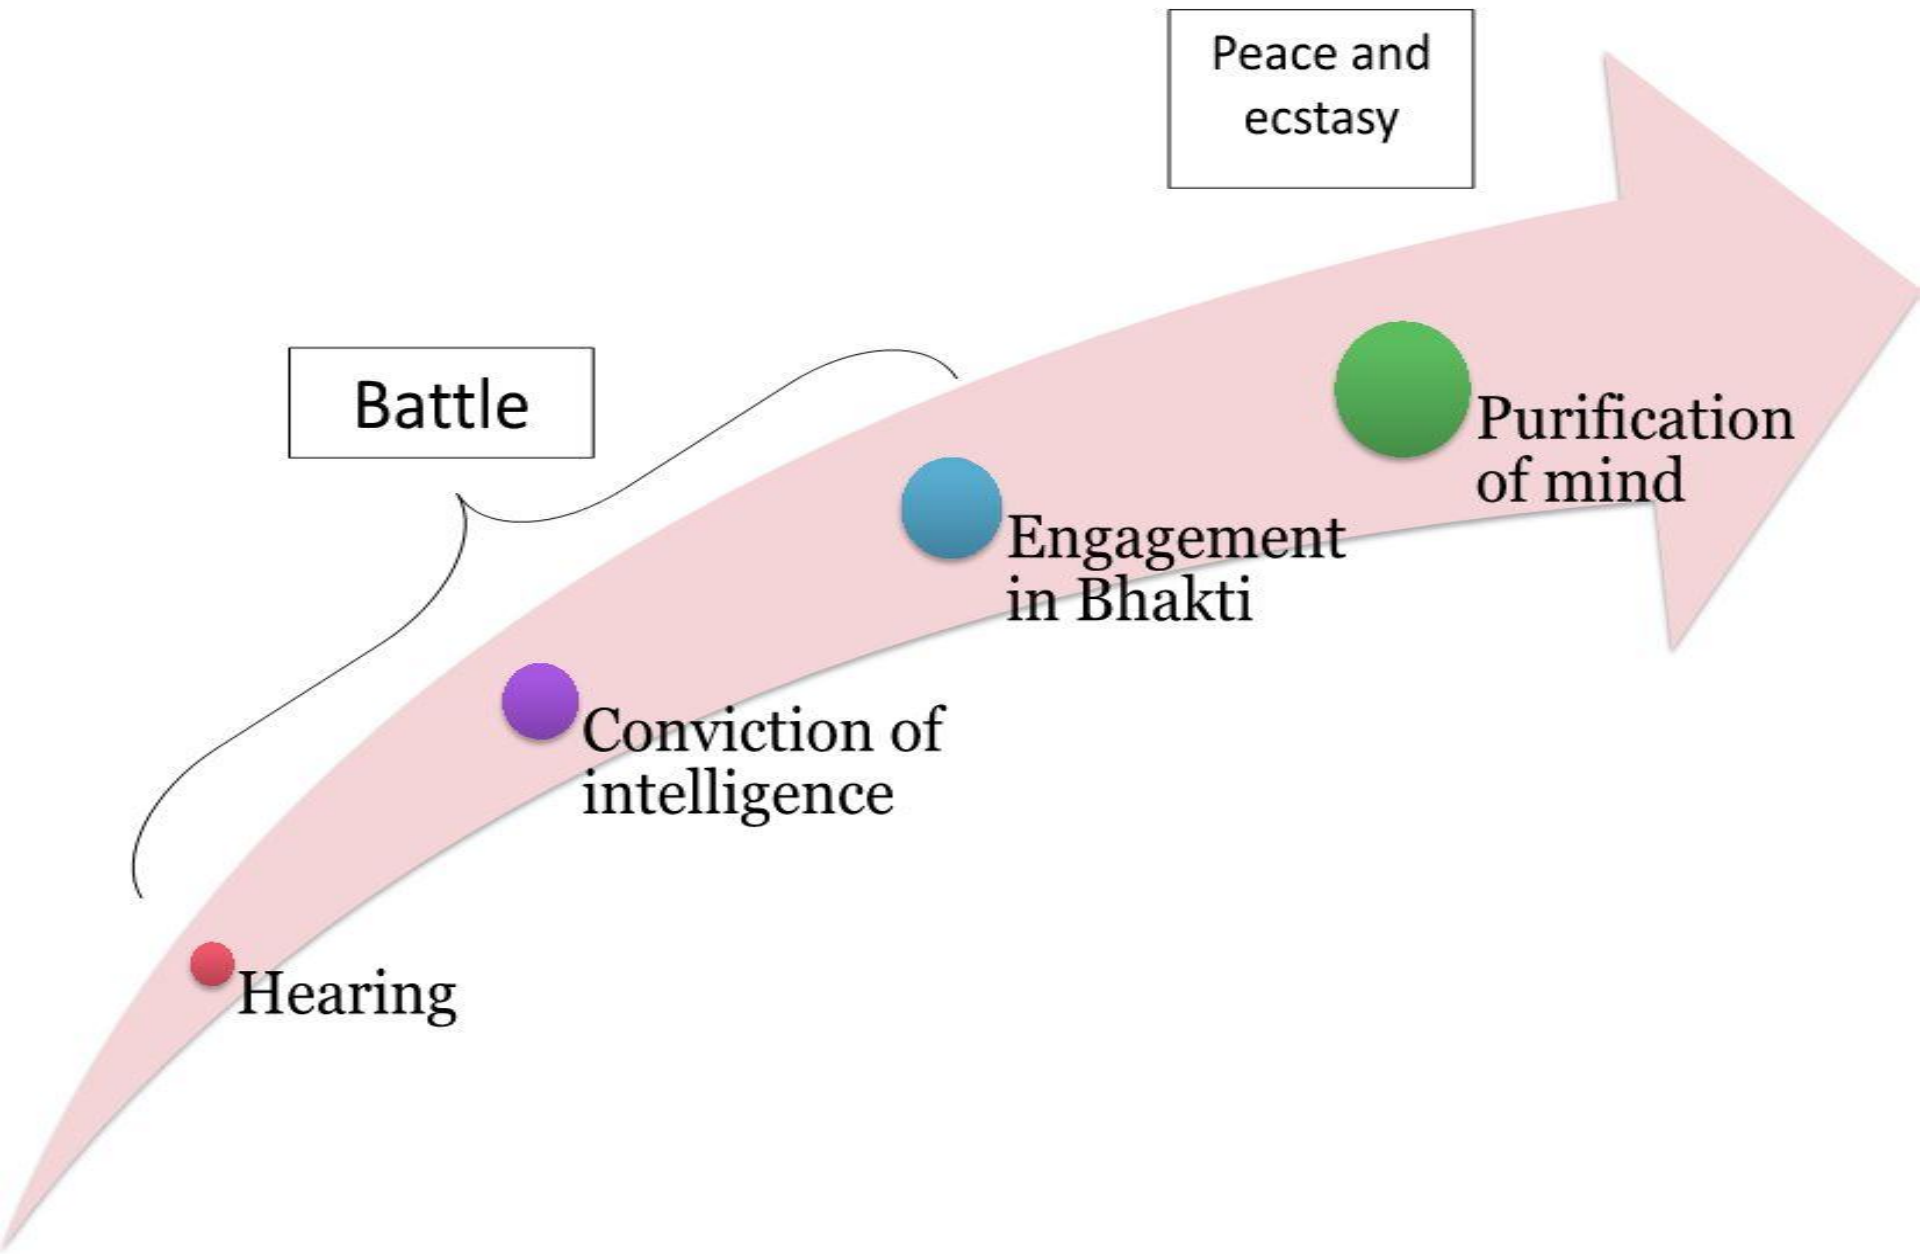 Peace and
ecstasy
Battle
Purification
of mind
Engagement
in Bhakti
Conviction of
intelligence
Hearing